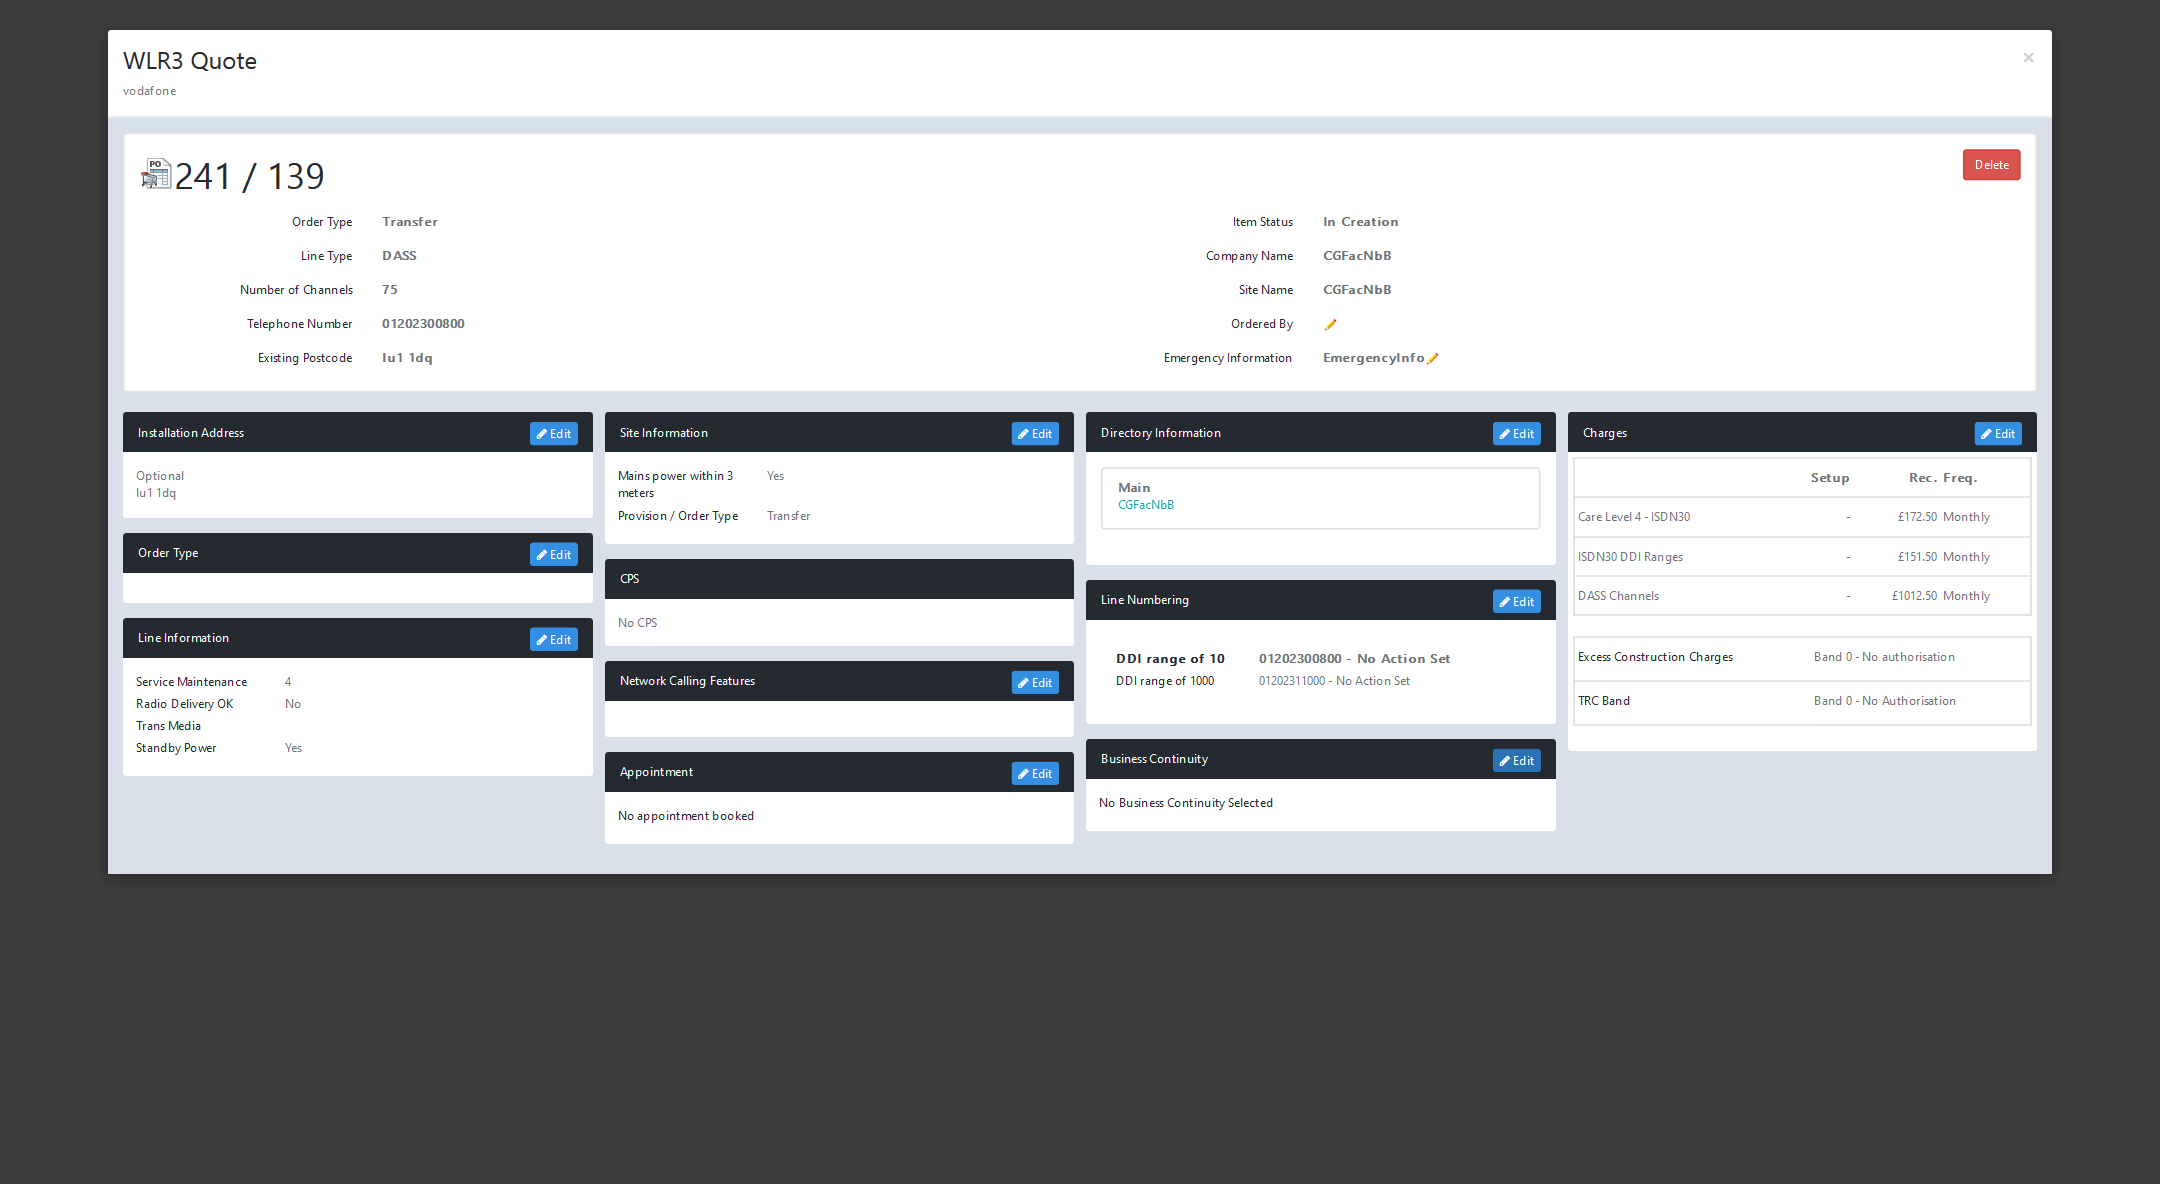 WLR3 Quote
×
vodafone
PO
241 / 139
Delete
Order Type Transfer
Line Type DASS
Number of Channels 75
Telephone Number 01202300800
Existing Postcode lu1 1dq
Item Status In Creation
Company Name CGFacNbB
Site Name CGFacNbB
Ordered By
Emergency Information EmergencyInfo
Installation Address Edit
Optional
lu1 1dq
Order Type Edit
Line Information Edit
Service Maintenance 4
Radio Delivery OK No
Trans Media
Standby Power Yes
Site Information Edit
Mains power within 3 Yes
meters
Provision / Order Type Transfer
CPS
No CPS
Network Calling Features Edit
Appointment Edit
No appointment booked
Directory Information Edit
Main
CGFacNbB
Line Numbering Edit
DDI range of 10 01202300800 - No Action Set
DDI range of 1000 01202311000 - No Action Set
Business Continuity Edit
No Business Continuity Selected
Charges Edit
Setup Rec. Freq.
Care Level 4 - ISDN30 - £172.50 Monthly
ISDN30 DDI Ranges - £151.50 Monthly
DASS Channels - £1012.50 Monthly
Excess Construction Charges Band 0 - No authorisation
TRC Band Band 0 - No Authorisation